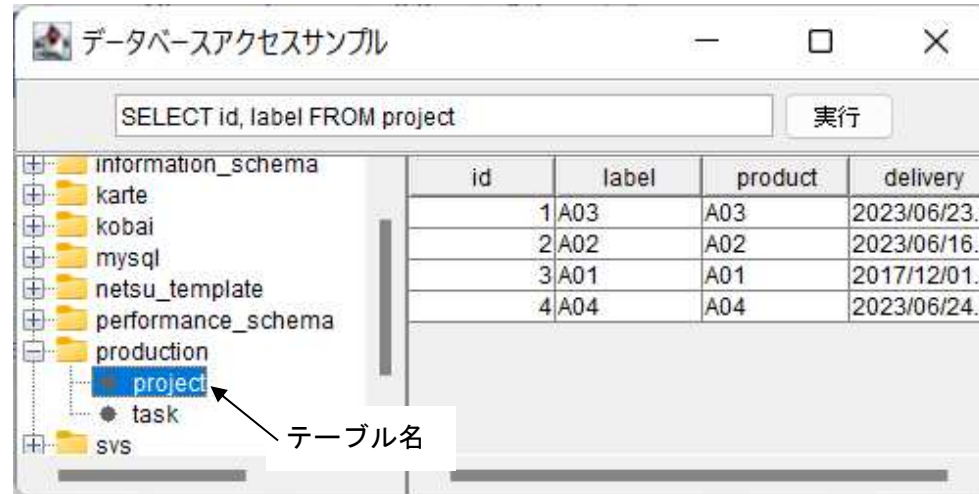 データベースアクセスサンプル
SELECT id, label FROM project
実行
information_schema
karte
kobai
mysql
netsu_template
performance_schema
production
project
task
sys
テーブル名
id label product delivery
1 A03 A03 2023/06/23.
2 A02 A02 2023/06/16.
3 A01 A01 2017/12/01.
4 A04 A04 2023/06/24.